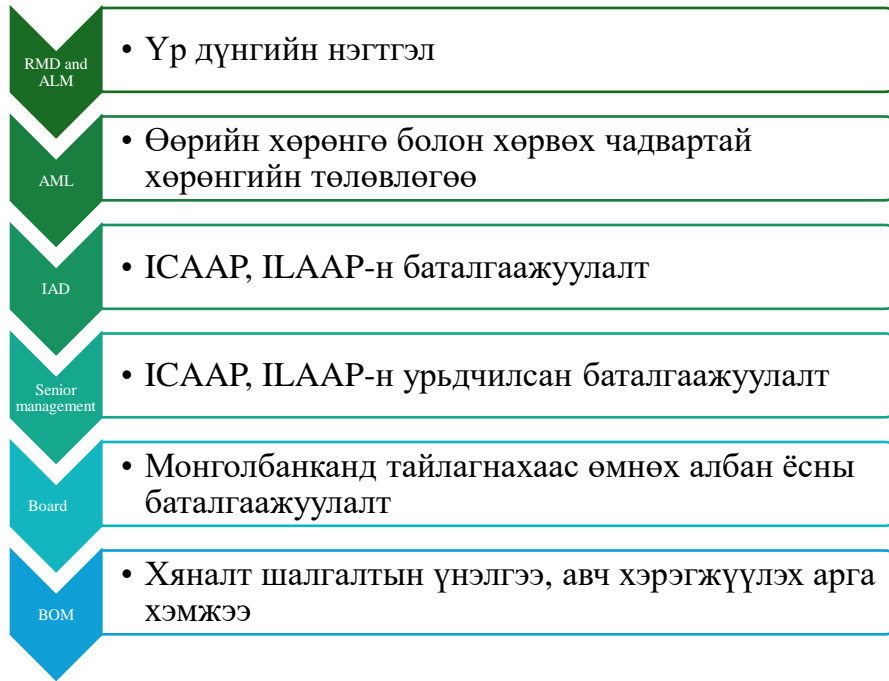 RMD and
ALM
• Үр дүнгийн нэгтгэл
AML
• Өөрийн хөрөнгө болон хөрвөх чадвартай
хөрөнгийн төлөвлөгөө
IAD
• ICAAP, ILAAP-н баталгаажуулалт
Senior
management
• ICAAP, ILAAP-н урьдчилсан баталгаажуулалт
Board
• Монголбанканд тайлагнахаас өмнөх албан ёсны
баталгаажуулалт
BOM
• Хяналт шалгалтын үнэлгээ, авч хэрэгжүүлэх арга
хэмжээ